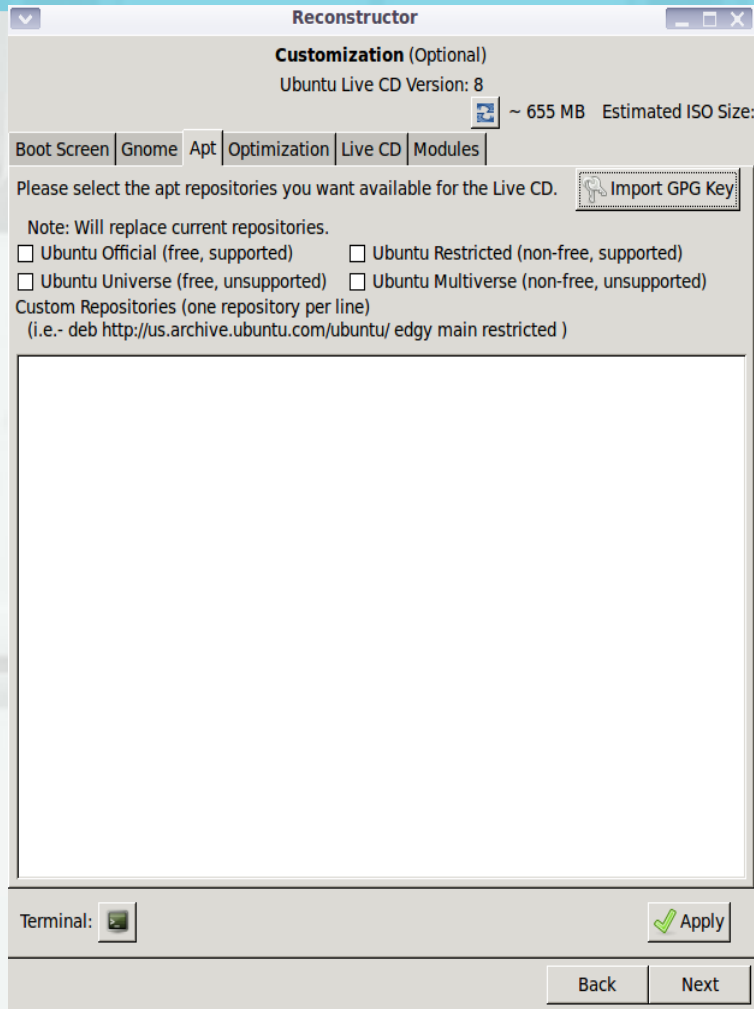 Reconstructor
Customization (Optional)
Ubuntu Live CD Version: 8
~ 655 MB Estimated ISO Size:
Boot Screen Gnome Apt Optimization Live CD Modules
Please select the apt repositories you want available for the Live CD. Import GPG Key
Note: Will replace current repositories.
Ubuntu Official (free, supported) Ubuntu Restricted (non-free, supported)
Ubuntu Universe (free, unsupported) Ubuntu Multiverse (non-free, unsupported)
Custom Repositories (one repository per line)
(i.e.- deb http://us.archive.ubuntu.com/ubuntu/ edgy main restricted )
Terminal: Apply
Back Next